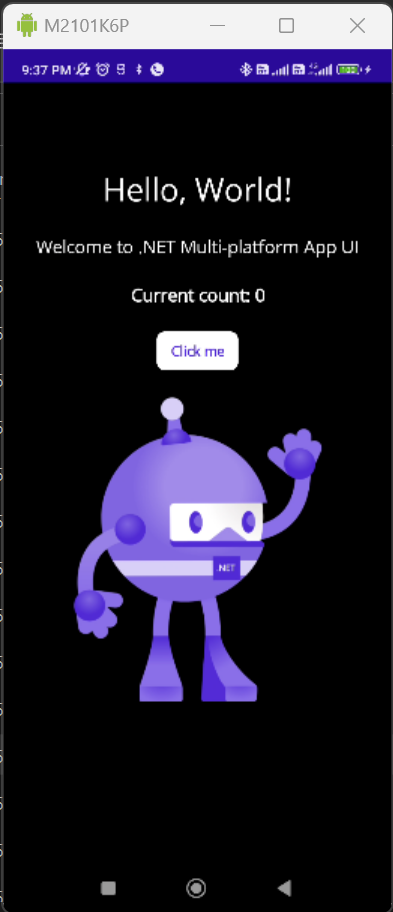 M2101K6P
9:37 PM
Hello, World!
Welcome to .NET Multi-platform App UI
Current count: 0
Click me
.NET